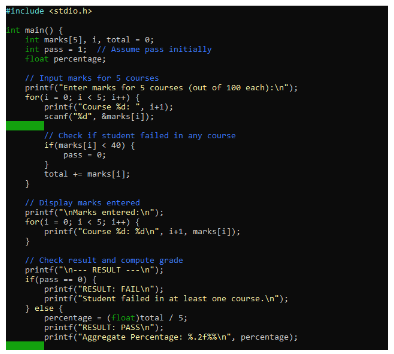 #include <stdio.h>
int main() {
int marks[5], i, total = 0;
int pass = 1;  // Assume pass initially
float percentage;
// Input marks for 5 courses
printf("Enter marks for 5 courses (out of 100 each):\n");
for(i = 0; i < 5; i++) {
printf("Course %d: ", i+1);
scanf("%d", &marks[i]);
// Check if student failed in any course
if(marks[i] < 40) {
pass = 0;
}
total += marks[i];
}
// Display marks entered
printf("\nMarks entered:\n");
for(i = 0; i < 5; i++) {
printf("Course %d: %d\n", i+1, marks[i]);
}
// Check result and compute grade
printf("\n--- RESULT ---\n");
if(pass == 0) {
printf("RESULT: FAIL\n");
printf("Student failed in at least one course.\n");
} else {
percentage = (float)total / 5;
printf("RESULT: PASS\n");
printf("Aggregate Percentage: %.2f%%\n", percentage);